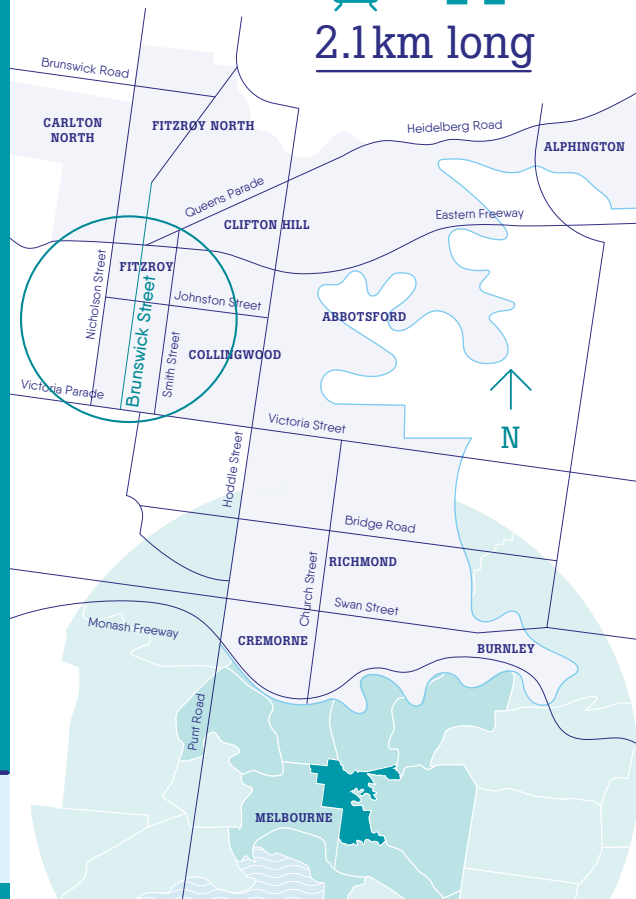 2.1km long
Brunswick Road
CARLTON
NORTH
FITZROY NORTH
Heidelberg Road
ALPHINGTON
Queens Parade
Eastern Freeway
CLIFTON HILL
FITZROY
Nicholson Street
Brunswick Street
Johnston Street
ABBOTSFORD
Smith Street
COLLINGWOOD
Victoria Parade
Victoria Street
N
Hoddle Street
Bridge Road
RICHMOND
Church Street
Swan Street
Monash Freeway
CREMORNE
BURNLEY
Punt Road
MELBOURNE